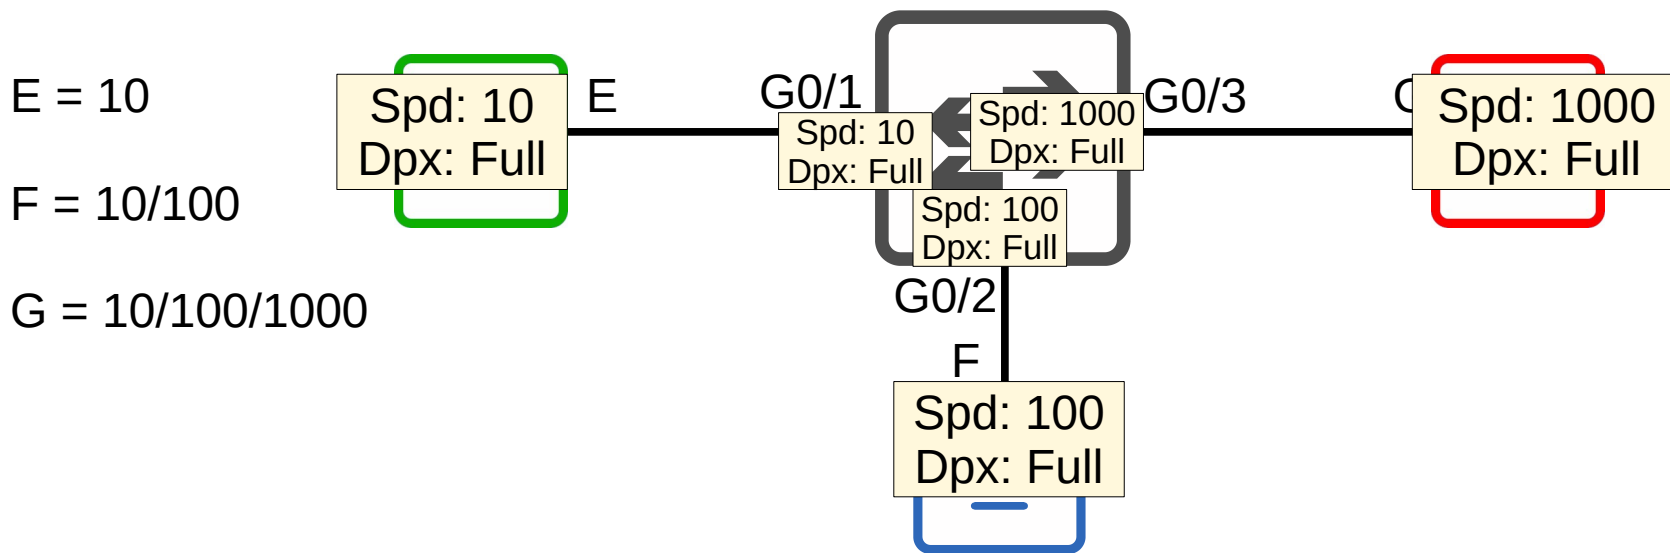 E = 10
F = 10/100
G = 10/100/1000
Spd: 10
Dpx: Full
E
G0/1
Spd: 10
Dpx: Full
Spd: 1000
Dpx: Full
G0/3
Spd: 1000
Dpx: Full
Spd: 100
Dpx: Full
G0/2
F
Spd: 100
Dpx: Full